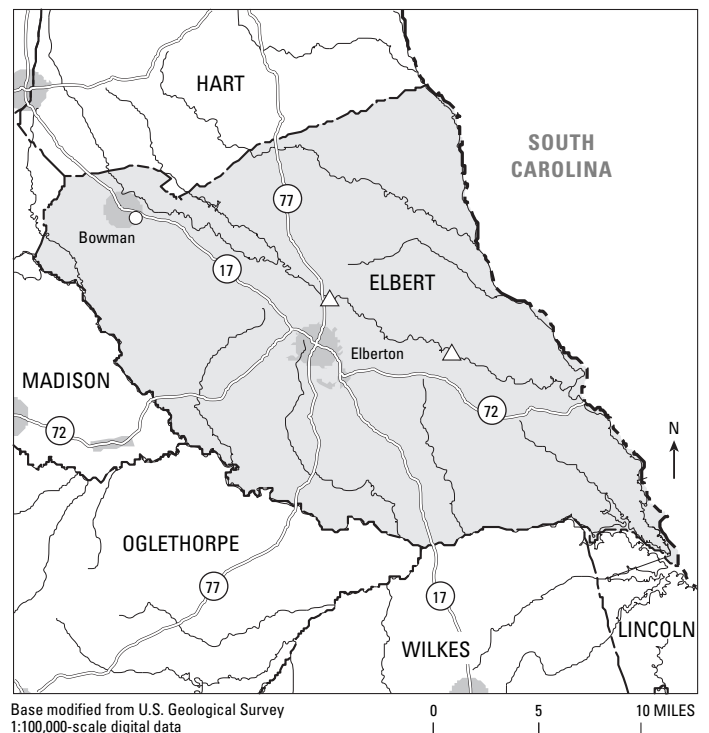 HART
SOUTH
CAROLINA
77
Bowman
17
ELBERT
Elberton
MADISON
72
72
N
OGLETHORPE
77
17
LINCOLN
WILKES
Base modified from U.S. Geological Survey
1:100,000-scale digital data
0 5 10 MILES